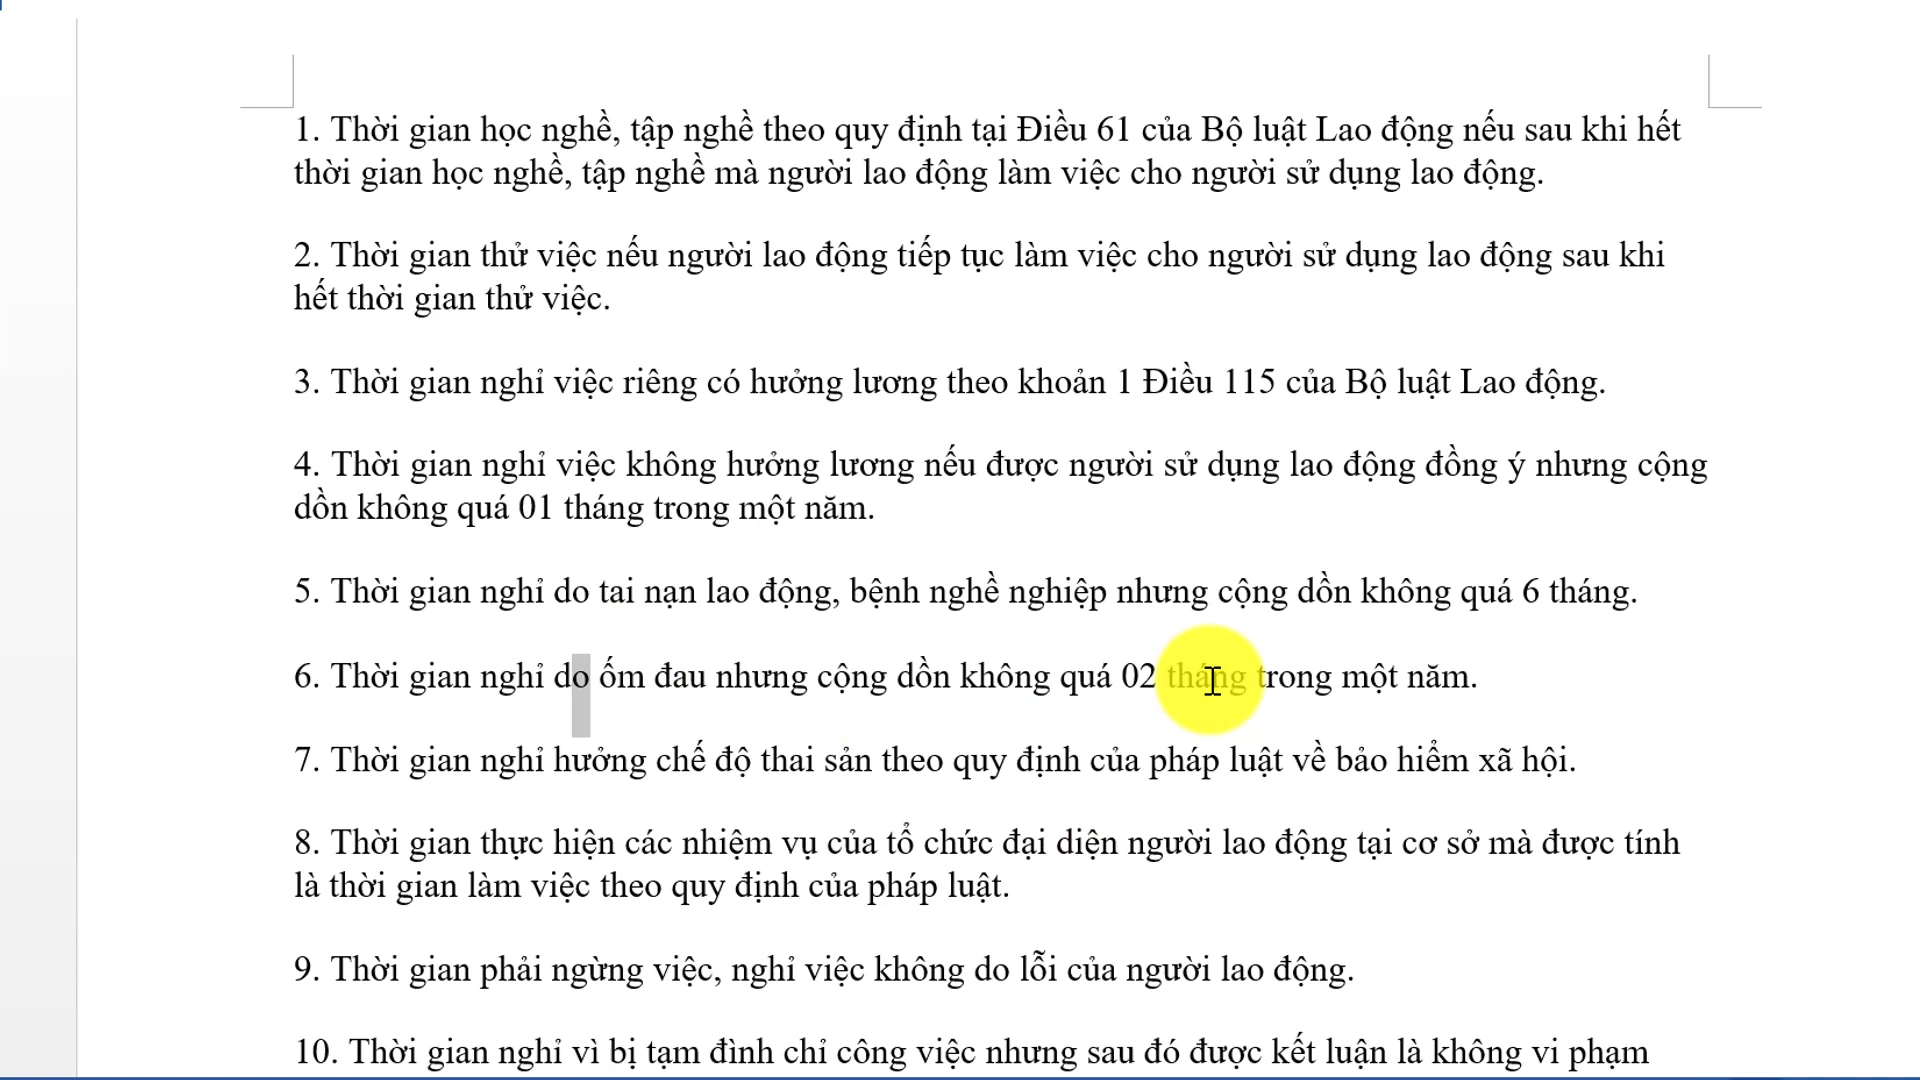 1. Thời gian học nghề, tập nghề theo quy định tại Điều 61 của Bộ luật Lao động nếu sau khi hết
thời gian học nghề, tập nghề mà người lao động làm việc cho người sử dụng lao động.
2. Thời gian thử việc nếu người lao động tiếp tục làm việc cho người sử dụng lao động sau khi
hết thời gian thử việc.
3. Thời gian nghỉ việc riêng có hưởng lương theo khoản 1 Điều 115 của Bộ luật Lao động.
4. Thời gian nghỉ việc không hưởng lương nếu được người sử dụng lao động đồng ý nhưng cộng
dồn không quá 01 tháng trong một năm.
5. Thời gian nghỉ do tai nạn lao động, bệnh nghề nghiệp nhưng cộng dồn không quá 6 tháng.
6. Thời gian nghỉ do ốm đau nhưng cộng dồn không quá 02 tháng trong một năm.
7. Thời gian nghỉ hưởng chế độ thai sản theo quy định của pháp luật về bảo hiểm xã hội.
8. Thời gian thực hiện các nhiệm vụ của tổ chức đại diện người lao động tại cơ sở mà được tính
là thời gian làm việc theo quy định của pháp luật.
9. Thời gian phải ngừng việc, nghỉ việc không do lỗi của người lao động.
10. Thời gian nghỉ vì bị tạm đình chỉ công việc nhưng sau đó được kết luận là không vi phạm